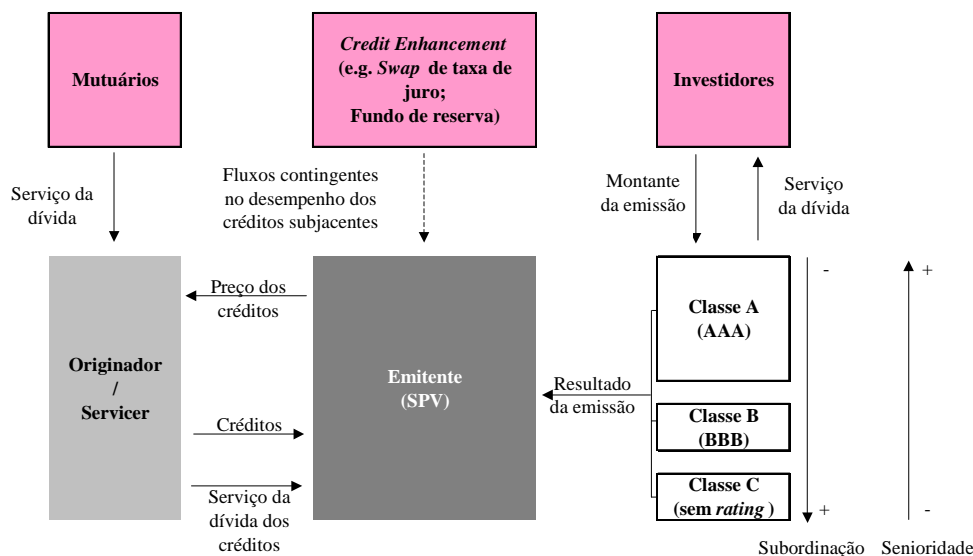 Mutuários
Credit Enhancement
(e.g. Swap de taxa de
juro;
Fundo de reserva)
Investidores
Serviço da
dívida
Fluxos contingentes
no desempenho dos
créditos subjacentes
Montante
da emissão
Serviço
da dívida
Originador
/
Servicer
Preço dos
créditos
Créditos
Serviço da
dívida dos
créditos
Emitente
(SPV)
Resultado
da emissão
Classe A
(AAA)
Classe B
(BBB)
Classe C
(sem rating )
-
+
+
-
Subordinação
Senioridade